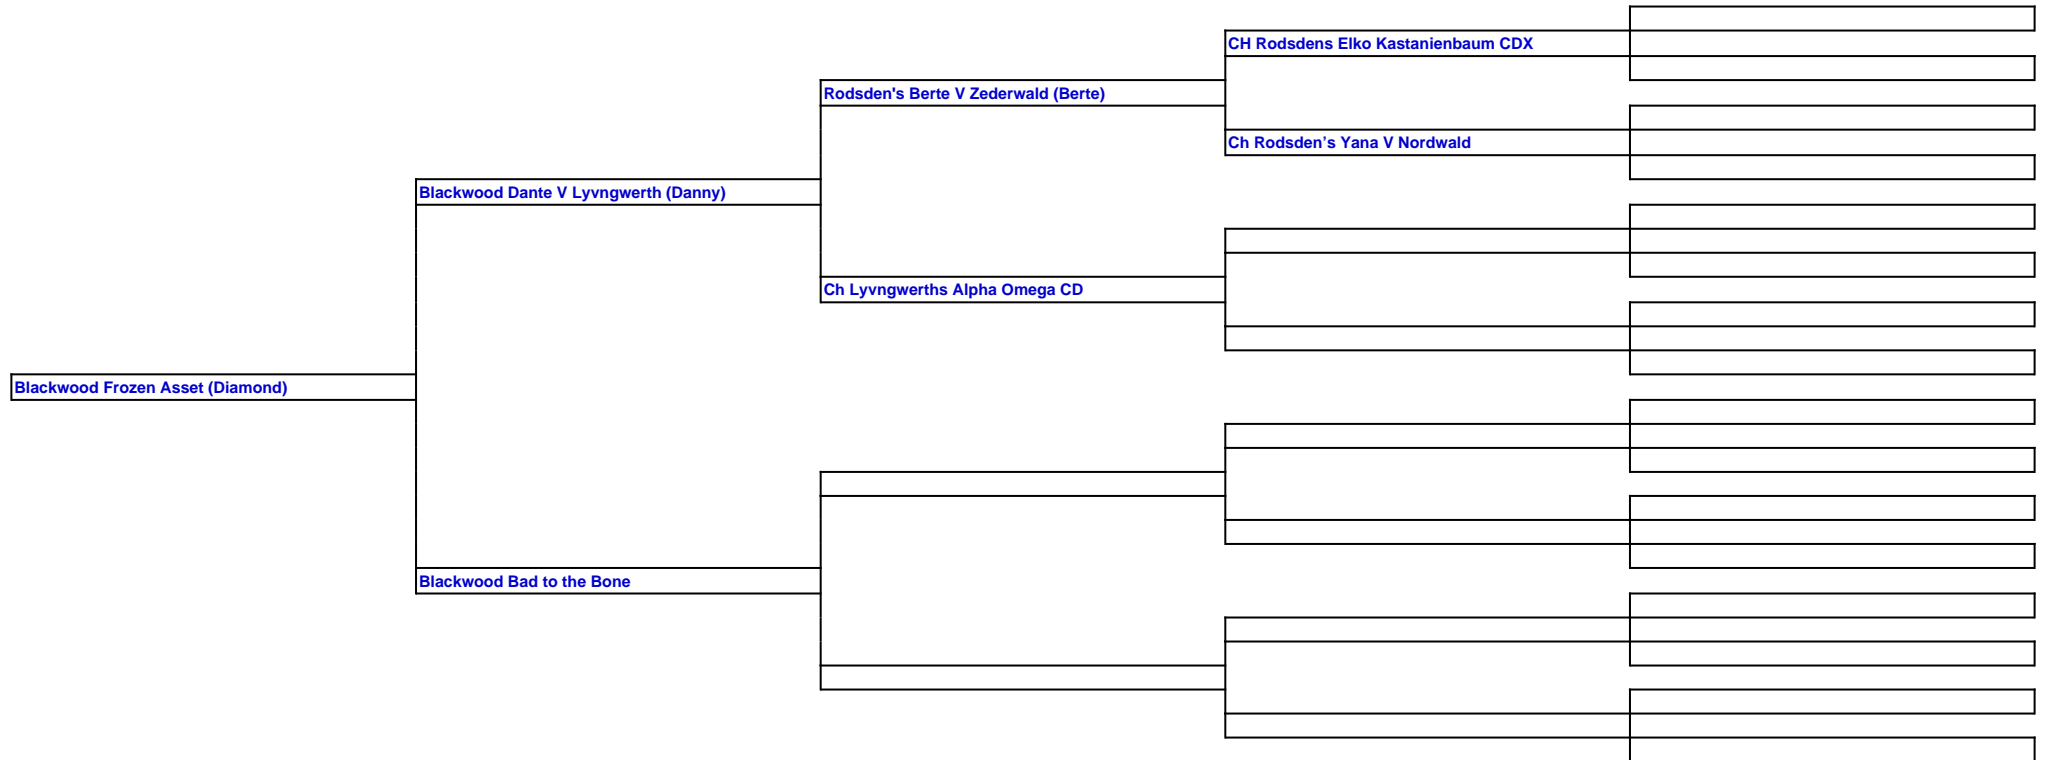 CH Rodsdens Elko Kastanienbaum CDX
Rodsden's Berte V Zederwald (Berte)
Ch Rodsden’s Yana V Nordwald
Blackwood Dante V Lyvngwerth (Danny)
Ch Lyvngwerths Alpha Omega CD
Blackwood Frozen Asset (Diamond)
Blackwood Bad to the Bone